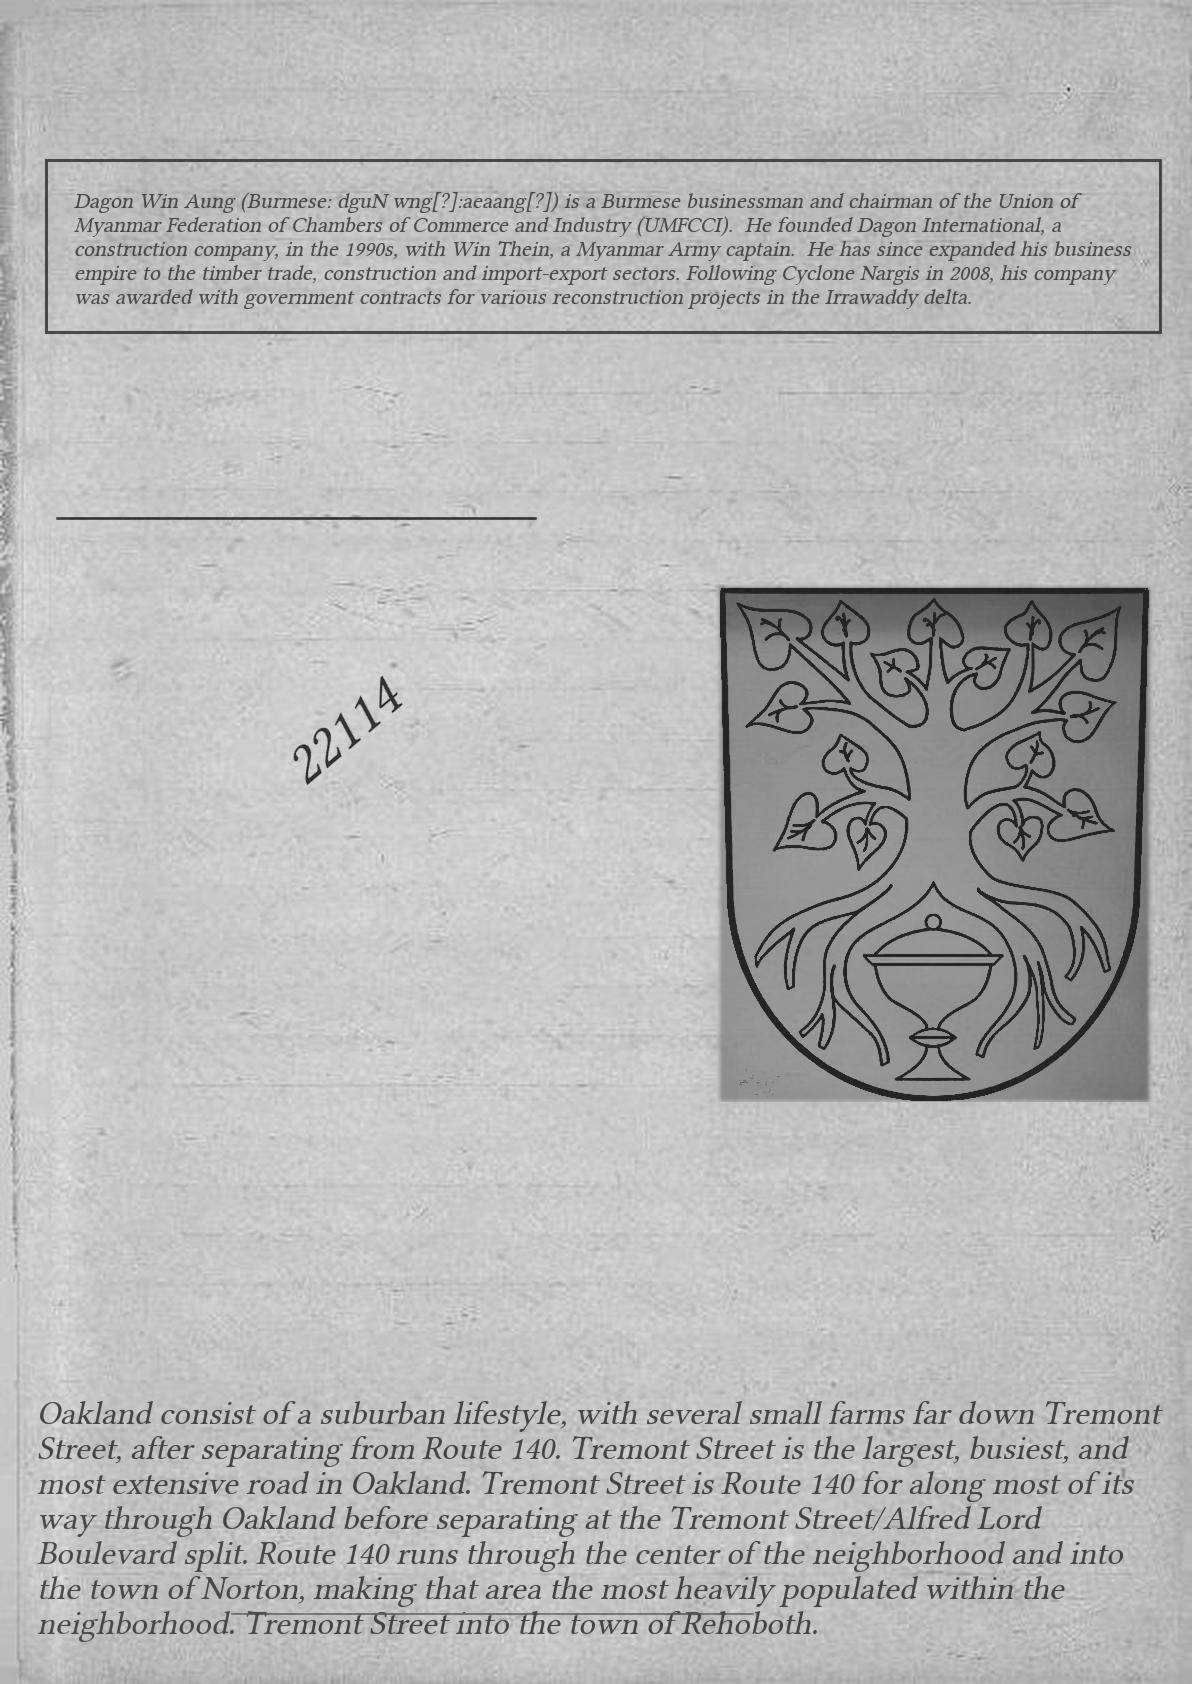 Dagon Win Aung (Burmese: dguN wng[?]:aeaang[?]) is a Burmese businessman and chairman of the Union of
Myanmar Federation of Chambers of Commerce and Industry (UMFCCI).  He founded Dagon International, a
construction company, in the 1990s, with Win Thein, a Myanmar Army captain.  He has since expanded his business
empire to the timber trade, construction and import-export sectors. Following Cyclone Nargis in 2008, his company
was awarded with government contracts for various reconstruction projects in the Irrawaddy delta.
22114
Oakland consist of a suburban lifestyle, with several small farms far down Tremont
Street, after separating from Route 140. Tremont Street is the largest, busiest, and
most extensive road in Oakland. Tremont Street is Route 140 for along most of its
way through Oakland before separating at the Tremont Street/Alfred Lord
Boulevard split. Route 140 runs through the center of the neighborhood and into
the town of Norton, making that area the most heavily populated within the
neighborhood. Tremont Street into the town of Rehoboth.